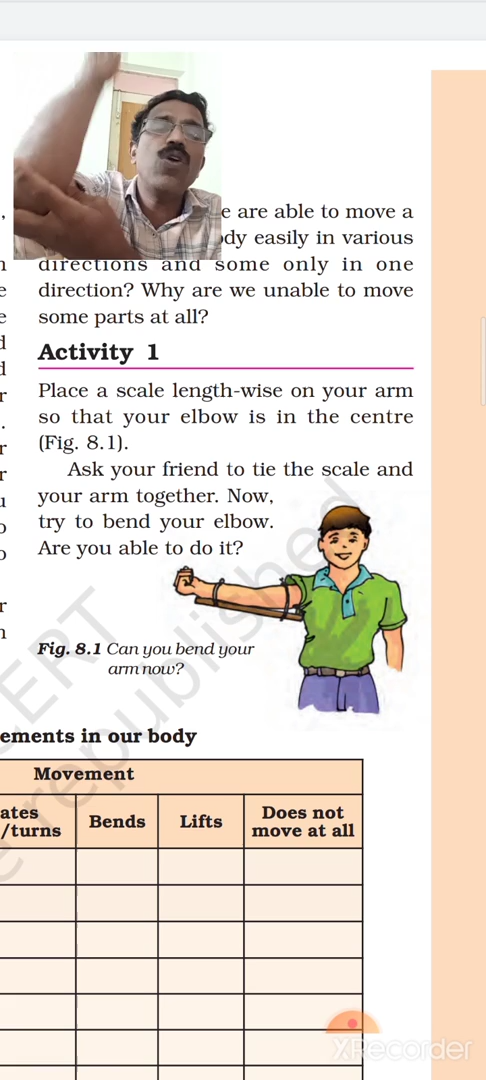 e are able to move a
ody easily in various
directions and some only in one
direction? Why are we unable to move
some parts at all?
Activity 1
Place a scale length-wise on your arm
so that your elbow is in the centre
(Fig. 8.1).
Ask your friend to tie the scale and
your arm together. Now,
try to bend your elbow.
Are you able to do it?
Fig. 8.1 Can you bend your
arm now?
ements in our body
Movement
ates
/turns
Bends
Lifts
Does not
move at all
republished
XRecorder